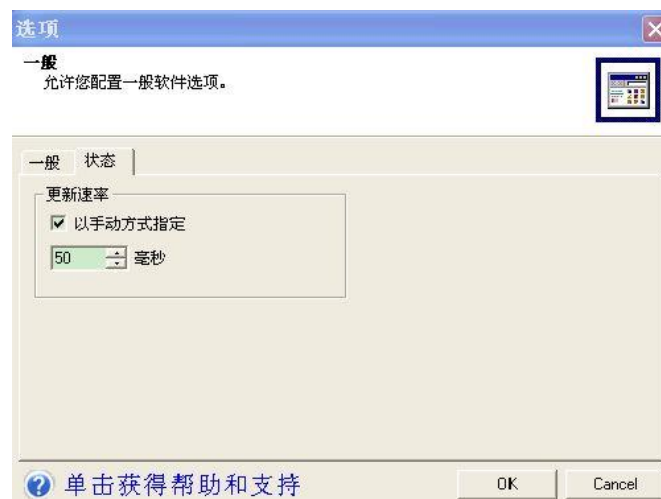 选项
一般
允许您配置一般软件选项。
一般 状态
更新速率
以手动方式指定
50 毫秒
单击获得帮助和支持 OK Cancel